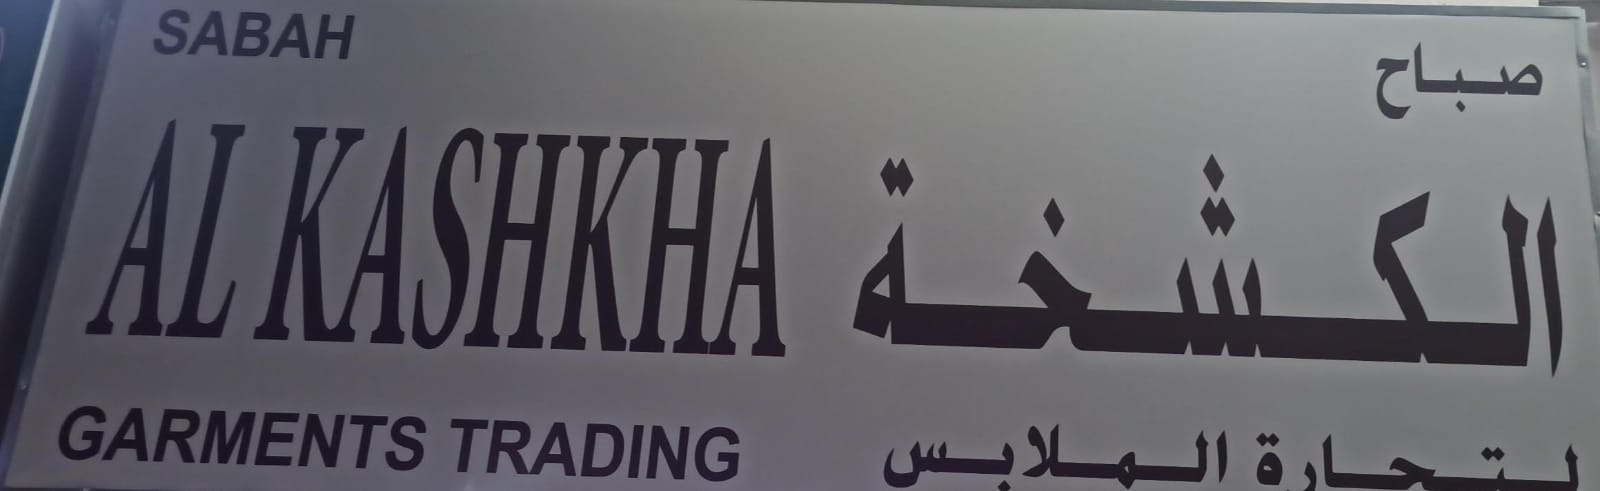 SABAH
صباح
AL KASHKHA
الكشخة
GARMENTS TRADING
لتجارة الملابس